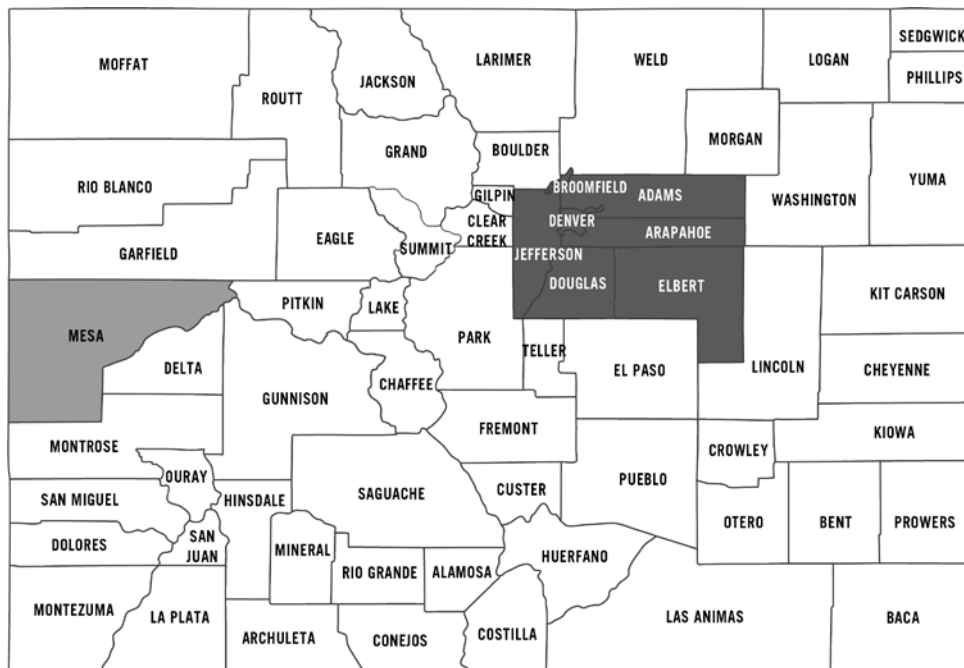 SEDGWICK
MOFFAT
LARIMER
WELD
LOGAN
PHILLIPS
JACKSON
ROUTT
MORGAN
GRAND
BOULDER
YUMA
RIO BLANCO
BROOMFIELD
GILPIN
ADAMS
WASHINGTON
CLEAR
CREEK
DENVER
ARAPAHOE
EAGLE
SUMMIT
GARFIELD
JEFFERSON
DOUGLAS
ELBERT
KIT CARSON
PITKIN
LAKE
MESA
PARK
TELLER
DELTA
EL PASO
LINCOLN
CHEYENNE
CHAFFEE
GUNNISON
FREMONT
KIOWA
MONTROSE
CROWLEY
OURAY
PUEBLO
SAGUACHE
CUSTER
SAN MIGUEL
HINSDALE
OTERO
BENT
PROWERS
SAN
JUAN
DOLORES
MINERAL
HUERFANO
RIO GRANDE
ALAMOSA
MONTEZUMA
LA PLATA
LAS ANIMAS
BACA
COSTILLA
ARCHULETA
CONEJOS